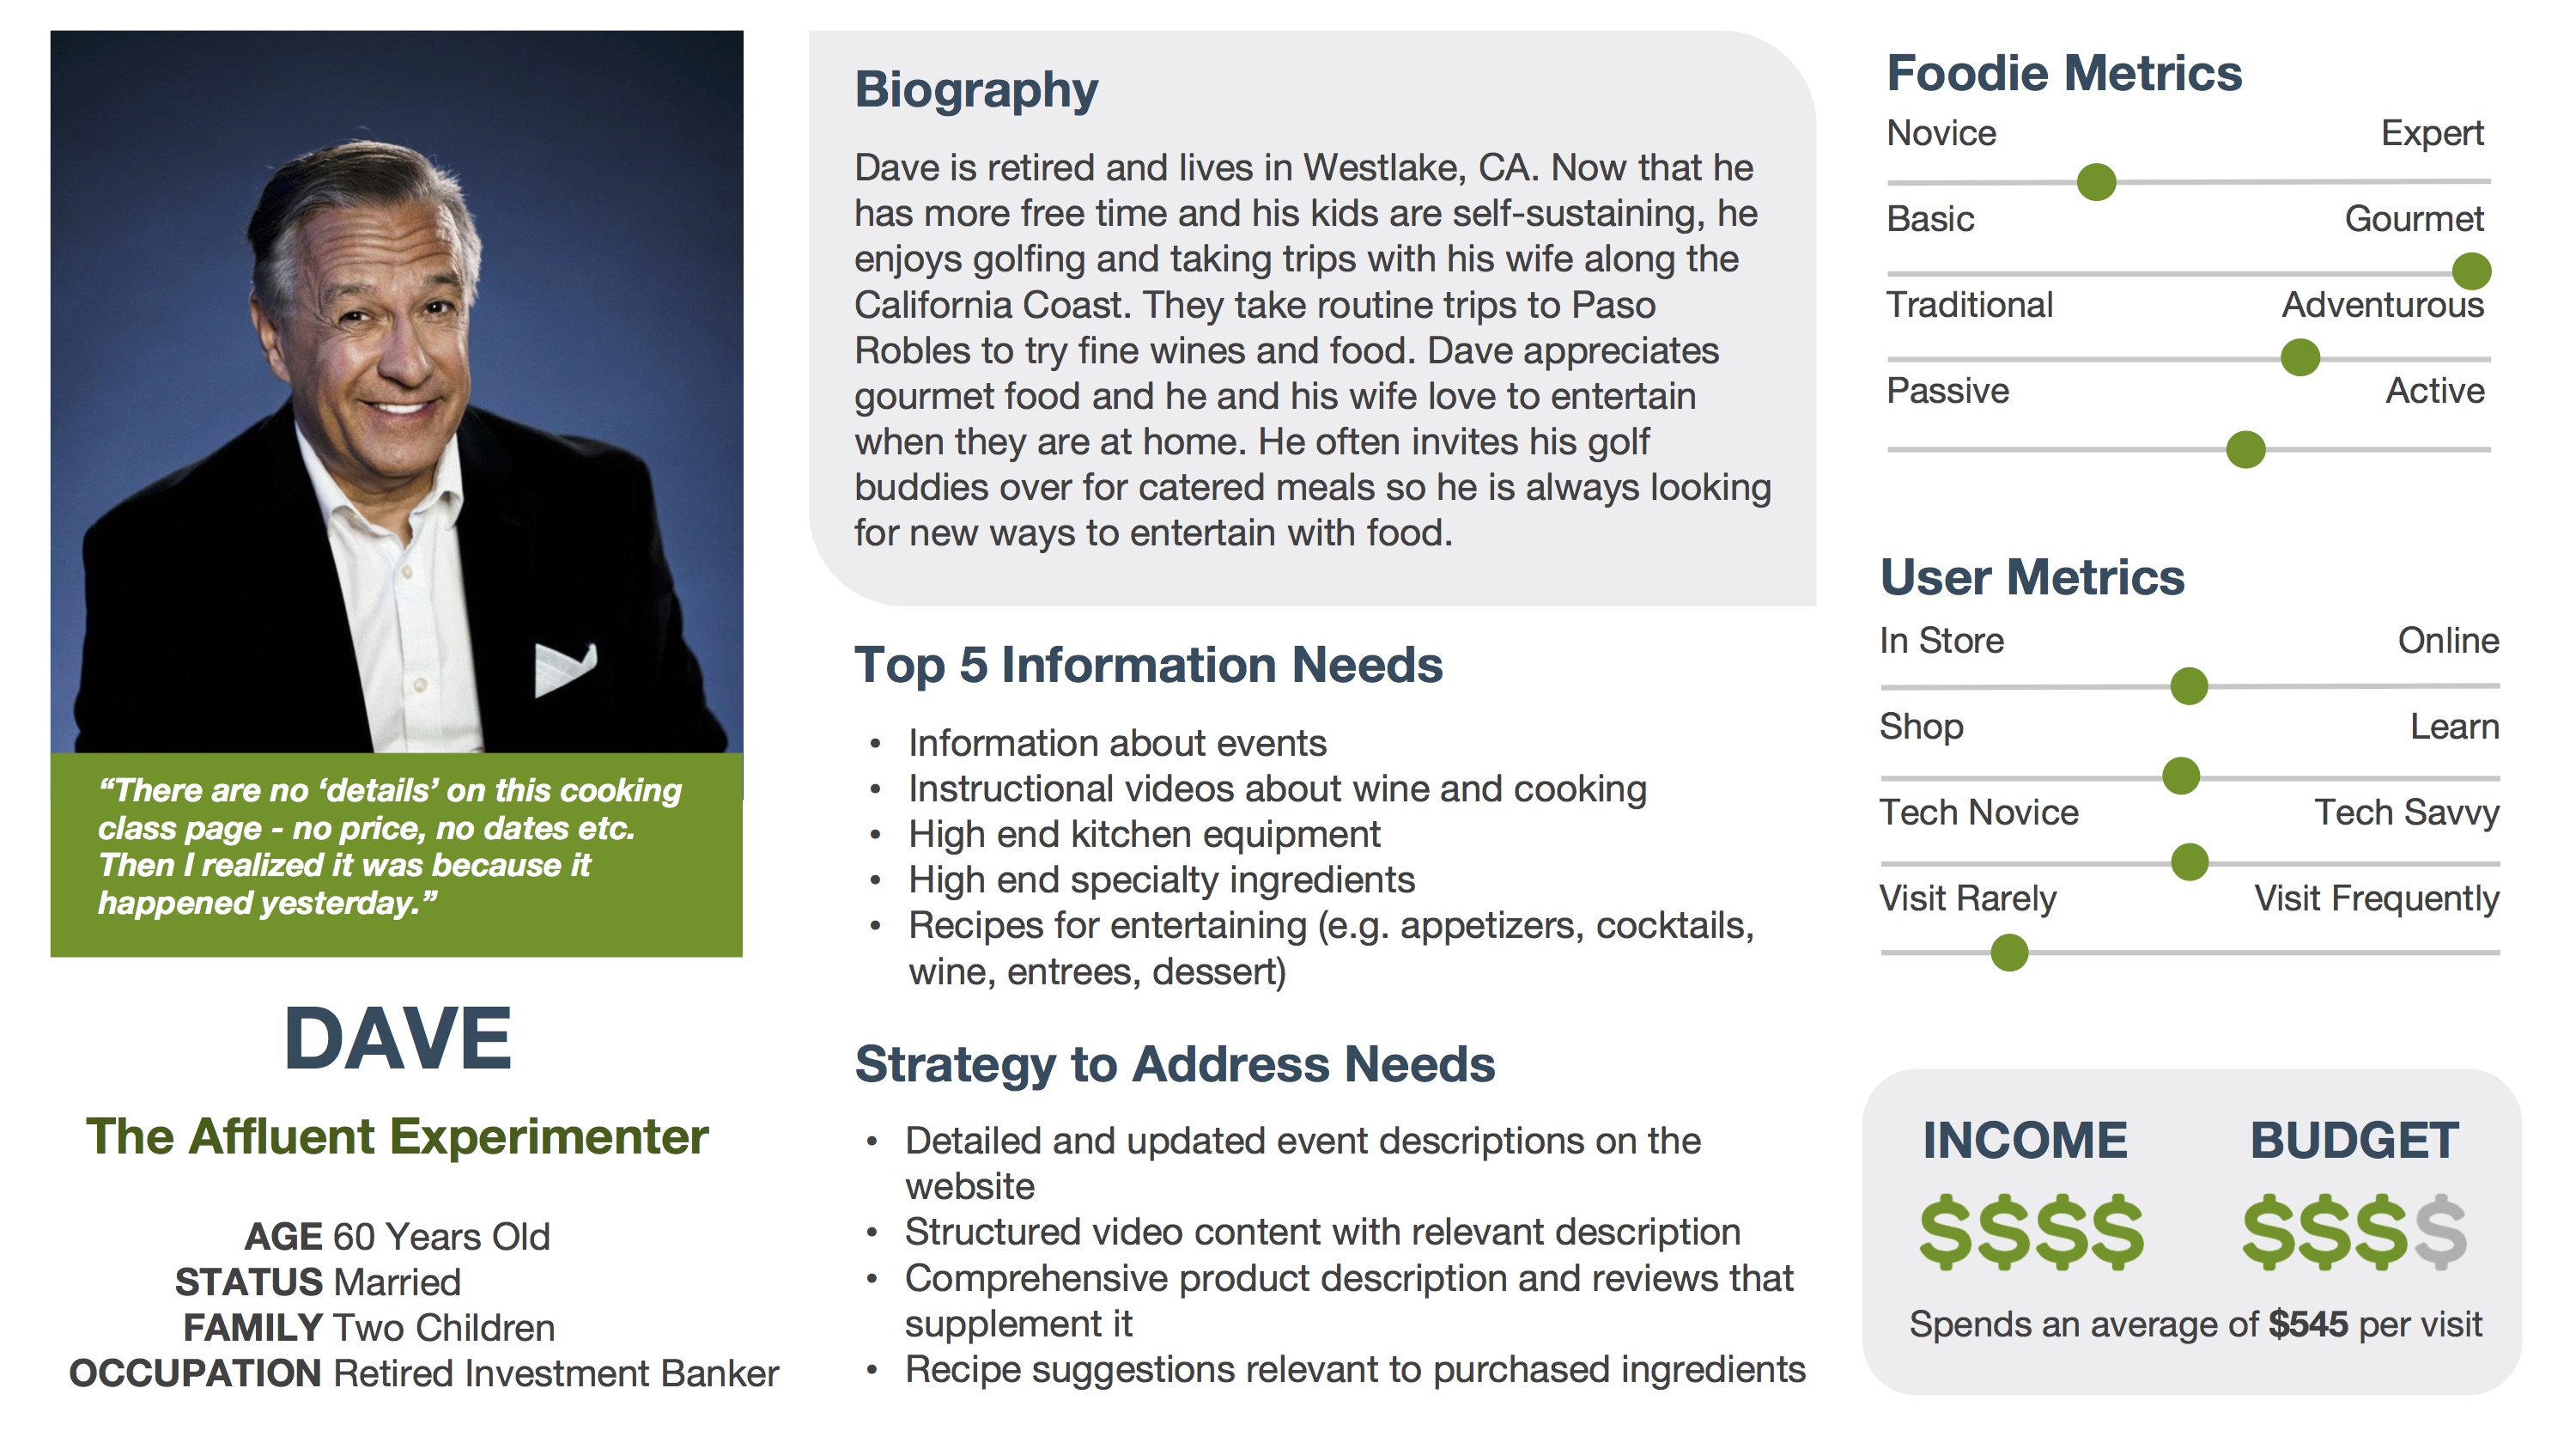 “There are no ‘details’ on this cooking
class page - no price, no dates etc.
Then I realized it was because it
happened yesterday.”
DAVE
The Affluent Experimenter
AGE 60 Years Old
STATUS Married
FAMILY Two Children
OCCUPATION Retired Investment Banker
Biography
Dave is retired and lives in Westlake, CA. Now that he
has more free time and his kids are self-sustaining, he
enjoys golfing and taking trips with his wife along the
California Coast. They take routine trips to Paso
Robles to try fine wines and food. Dave appreciates
gourmet food and he and his wife love to entertain
when they are at home. He often invites his golf
buddies over for catered meals so he is always looking
for new ways to entertain with food.
Top 5 Information Needs
• Information about events
• Instructional videos about wine and cooking
• High end kitchen equipment
• High end specialty ingredients
• Recipes for entertaining (e.g. appetizers, cocktails,
wine, entrees, dessert)
Strategy to Address Needs
• Detailed and updated event descriptions on the
website
• Structured video content with relevant description
• Comprehensive product description and reviews that
supplement it
• Recipe suggestions relevant to purchased ingredients
Foodie Metrics
Novice Expert
Basic Gourmet
Traditional Adventurous
Passive Active
User Metrics
In Store Online
Shop Learn
Tech Novice Tech Savvy
Visit Rarely Visit Frequently
INCOME BUDGET
$$$$ $$$$
Spends an average of $545 per visit